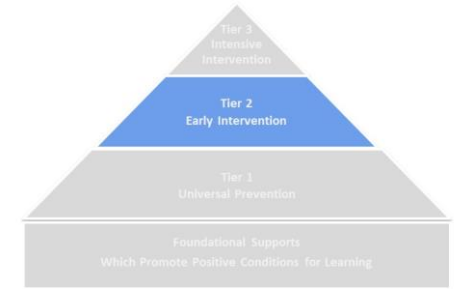 Tier 3
Intensive
Intervention
Tier 2
Early Intervention
Tier 1
Universal Prevention
Foundational Supports
Which Promote Positive Conditions for Learning